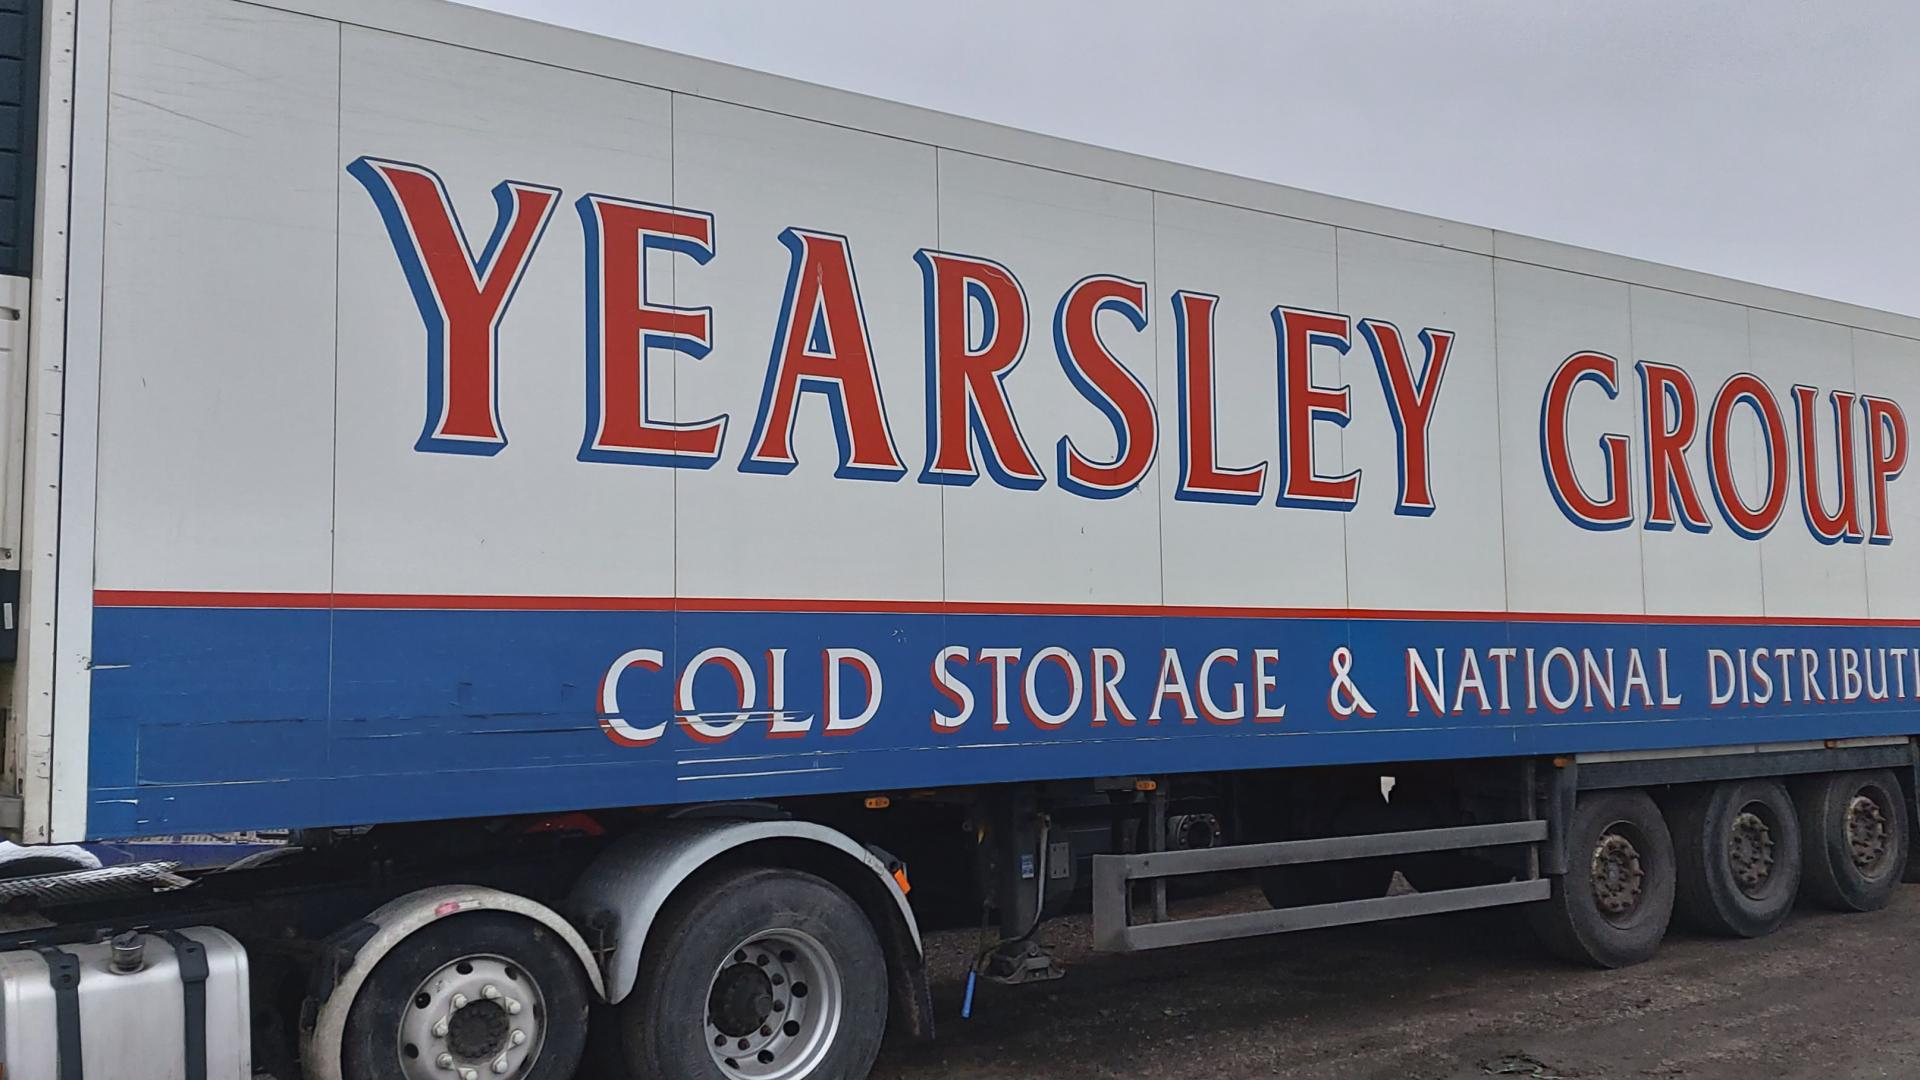 YEARSLEY GROUP
COLD STORAGE & NATIONAL DISTRIBUTI